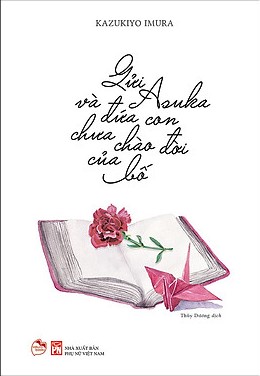 KAZUKIYO IMURA
Gửi Asuka
và đứa con
chưa chào đời
của bố
Thùy Dương dịch
NHÀ XUẤT BẢN
PHỤ NỮ VIỆT NAM